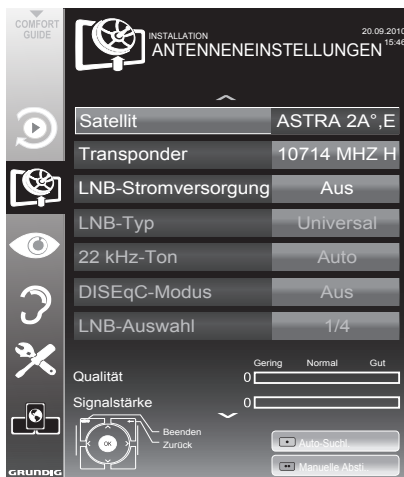 COMFORT
GUIDE
INSTALLATION
20.09.2010
ANTENNENEINSTELLUNGEN 15:46
Satellit ASTRA 2A°,E
Transponder 10714 MHZ H
LNB-Stromversorgung Aus
LNB-Typ Universal
22 kHz-Ton Auto
DISEqC-Modus Aus
LNB-Auswahl 1/4
Gering Normal Gut
Qualität 0
Signalstärke 0
Beenden
Zurück
OK
Auto-Suchl.
Manuelle Absti..
GRUNDIG